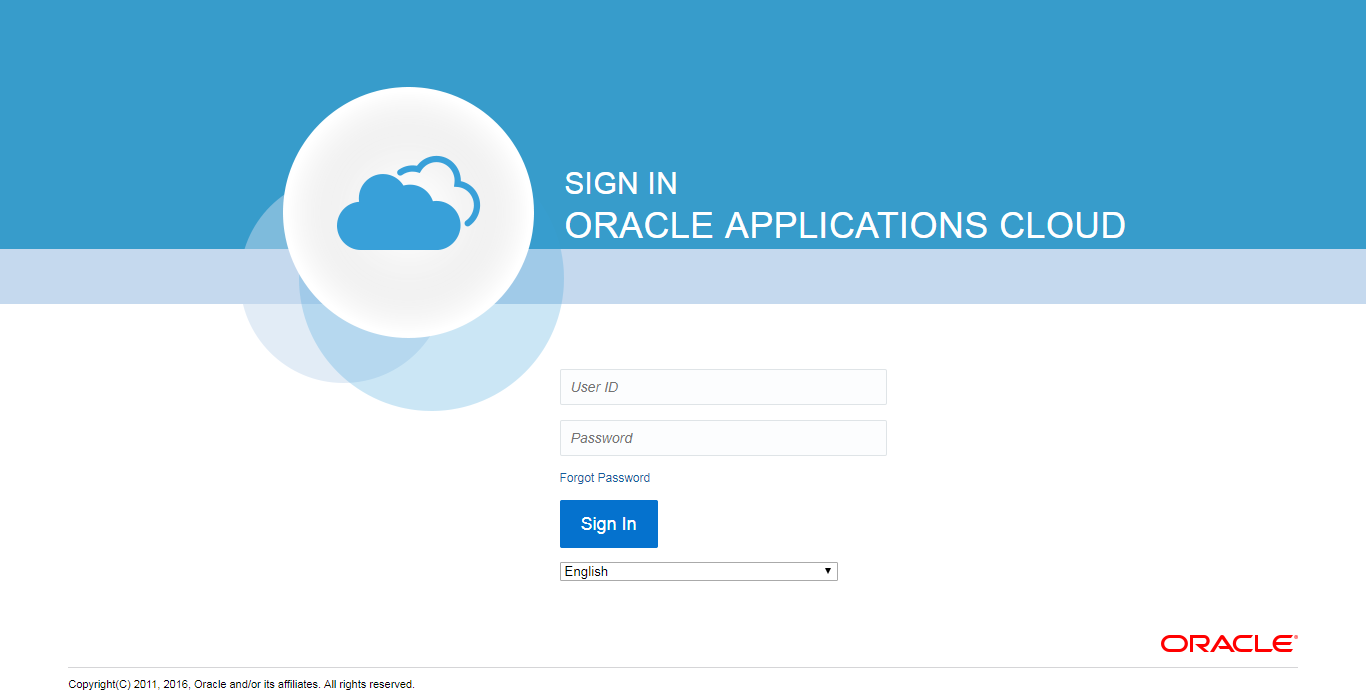 SIGN IN
ORACLE APPLICATIONS CLOUD
User ID
Password
Forgot Password
Sign In
English
ORACLE®
Copyright(C) 2011, 2016, Oracle and/or its affiliates. All rights reserved.